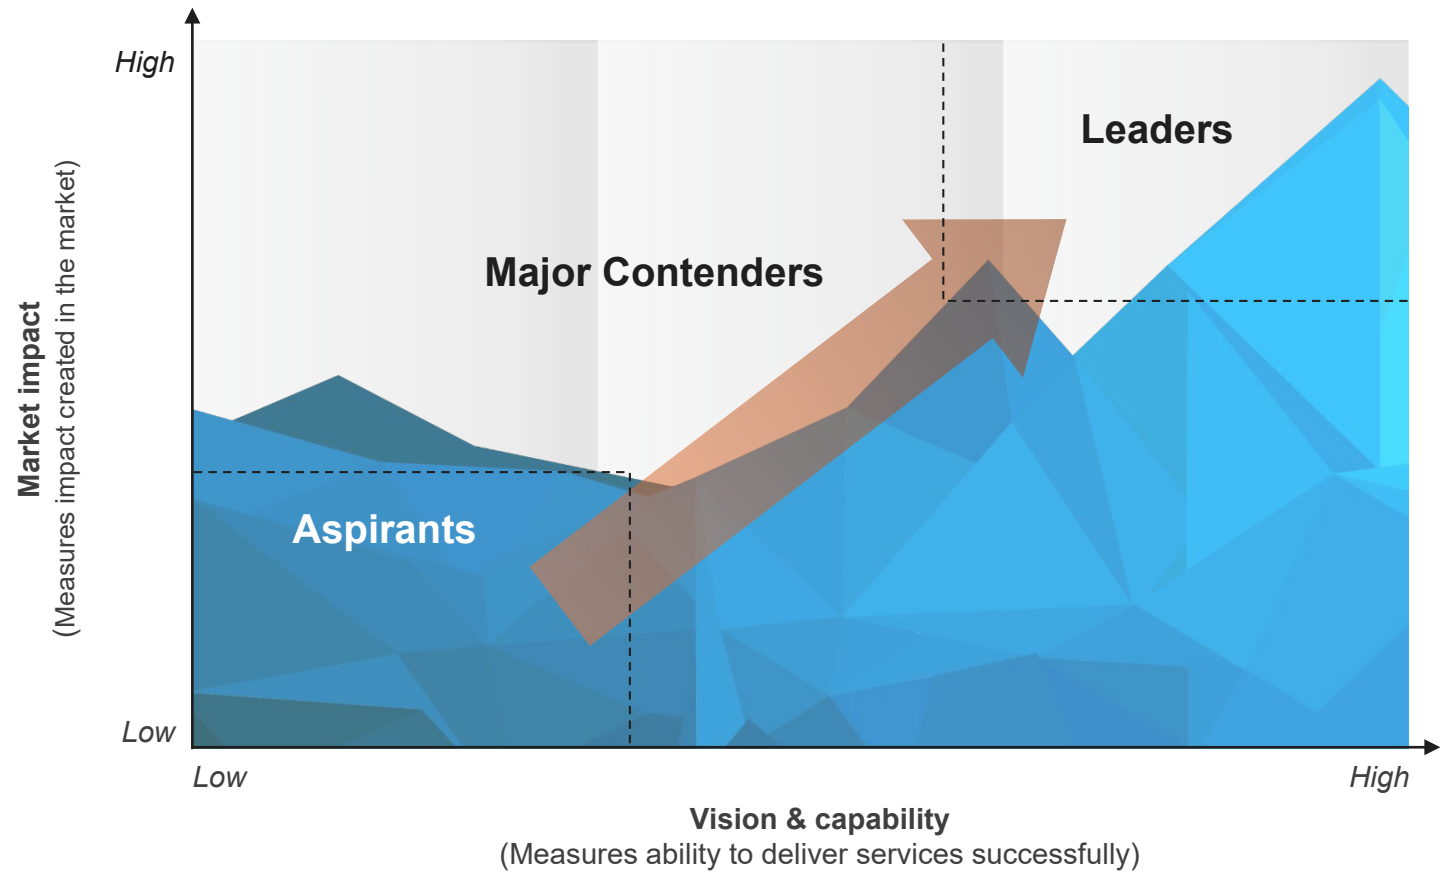 High
Leaders
Major Contenders
Market impact
(Measures impact created in the market)
Aspirants
Low
Low
High
Vision & capability
(Measures ability to deliver services successfully)